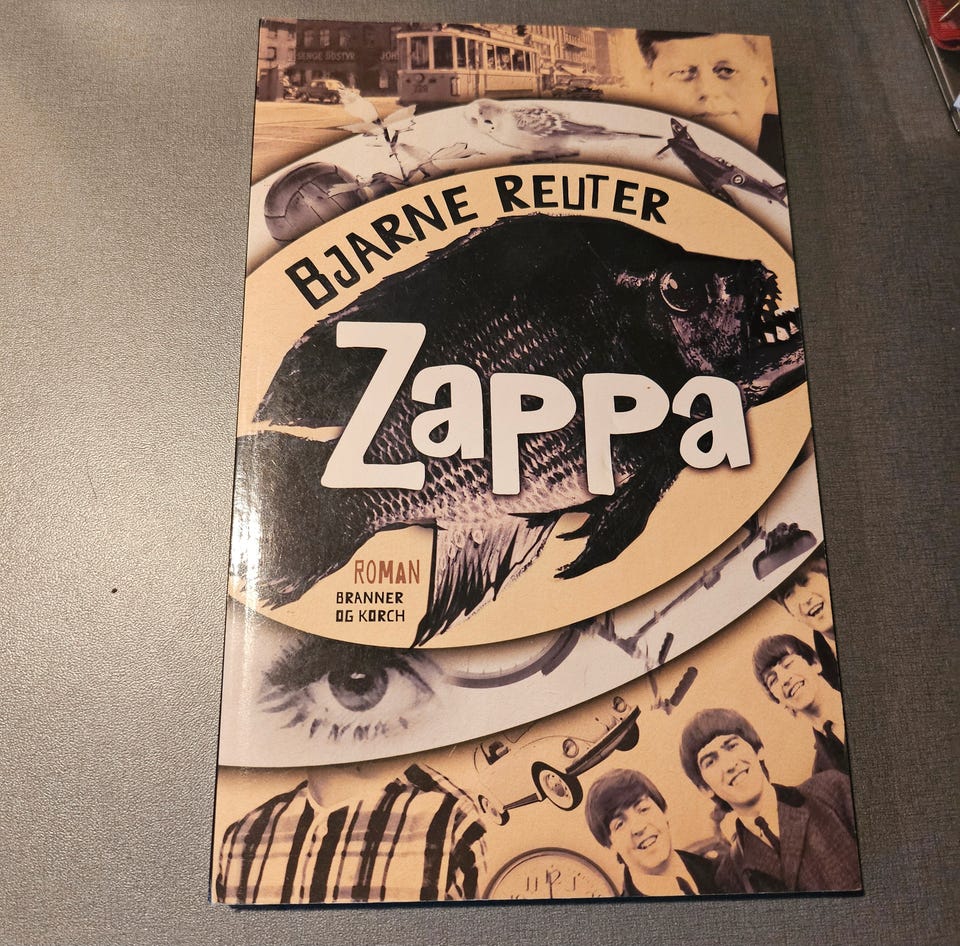 BJARNE REUTER
Zappa
ROMAN
BRANNER
OG KORCH